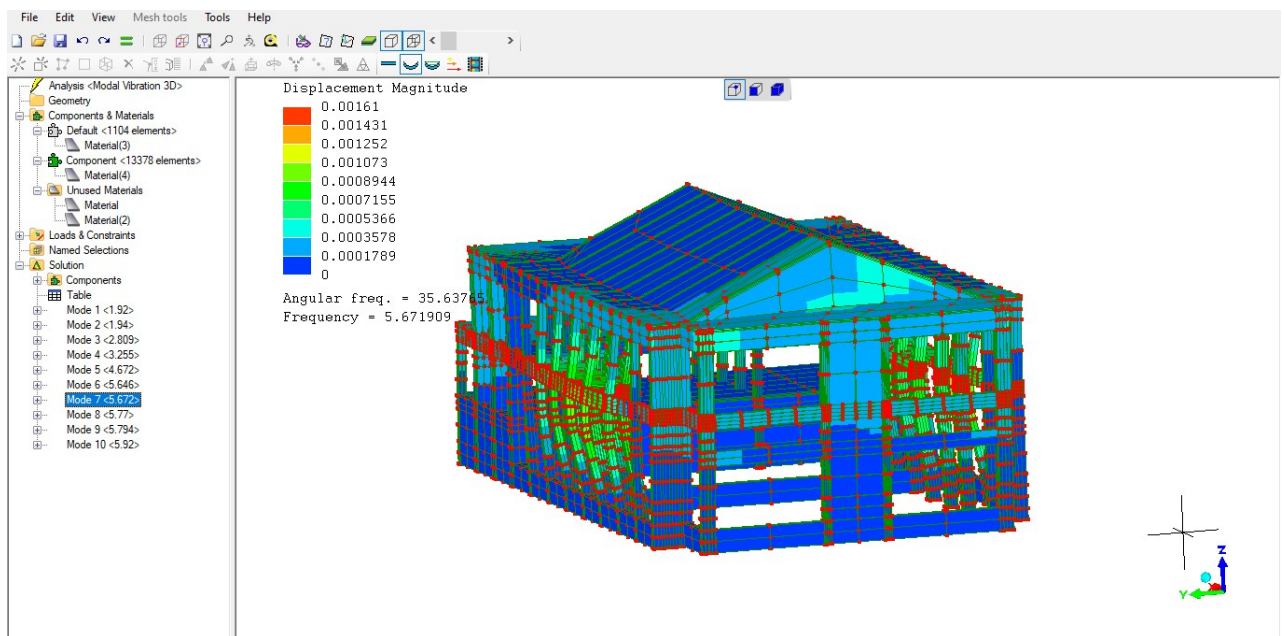 File Edit View Mesh tools Tools Help
Analysis <Modal Vibration 3D>
Geometry
Components & Materials
Default <1104 elements>
Material(3)
Component <13378 elements>
Material(4)
Unused Materials
Material
Material(2)
Loads & Constraints
Named Selections
Solution
Components
Table
Mode 1 <1.92>
Mode 2 <1.94>
Mode 3 <2.809>
Mode 4 <3.255>
Mode 5 <4.672>
Mode 6 <5.646>
Mode 7 <5.672>
Mode 8 <5.77>
Mode 9 <5.794>
Mode 10 <5.92>
Displacement Magnitude
0.00161
0.001431
0.001252
0.001073
0.0008944
0.0007155
0.0005366
0.0003578
0.0001789
0
Angular freq. = 35.63765
Frequency = 5.671909
Z
Y